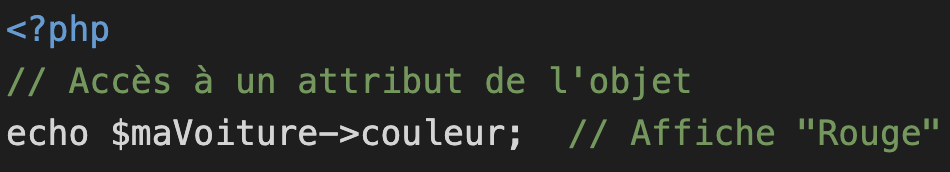 <?php
// Accès à un attribut de l'objet
echo $maVoiture->couleur;  // Affiche "Rouge"